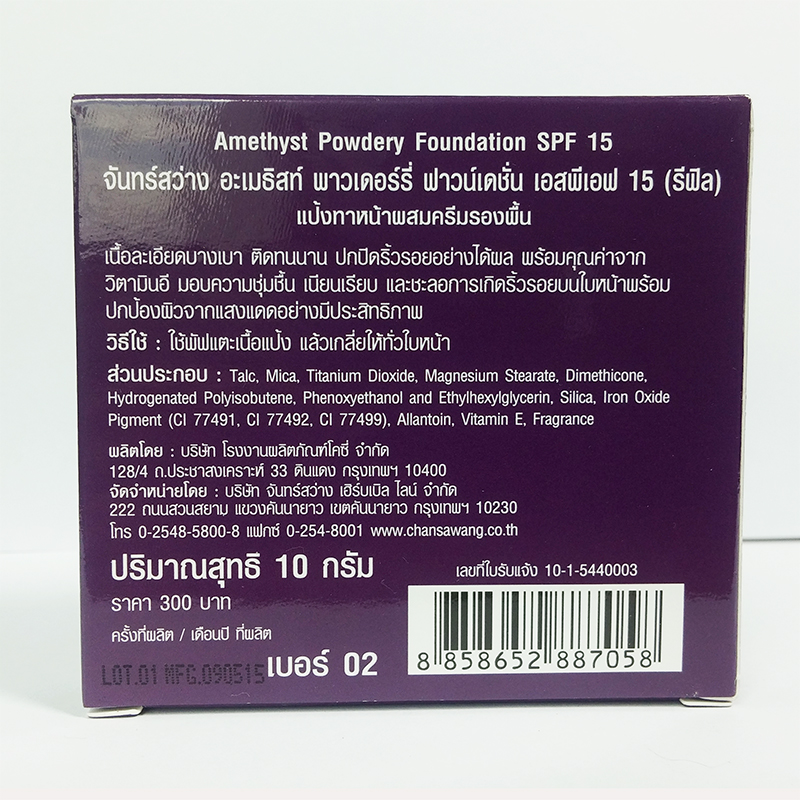 Amethyst Powdery Foundation SPF 15
จันทร์สว่าง อะเมธิสท์ พาวเดอร์รี่ ฟาวน์เดชั่น เอสพีเอฟ 15 (รีฟิล)
แป้งทาหน้าผสมครีมรองพื้น
เนื้อละเอียดบางเบา ติดทนนาน ปกปิดริ้วรอยอย่างได้ผล พร้อมคุณค่าจาก
วิตามินอี มอบความชุ่มชื้น เนียนเรียบ และชะลอการเกิดริ้วรอยบนใบหน้าพร้อม
ปกป้องผิวจากแสงแดดอย่างมีประสิทธิภาพ
วิธีใช้ : ใช้พัฟแตะเนื้อแป้ง แล้วเกลี่ยให้ทั่วใบหน้า
ส่วนประกอบ : Talc, Mica, Titanium Dioxide, Magnesium Stearate, Dimethicone,
Hydrogenated Polyisobutene, Phenoxyethanol and Ethylhexylglycerin, Silica, Iron Oxide
Pigment (CI 77491, CI 77492, CI 77499), Allantoin, Vitamin E, Fragrance
ผลิตโดย : บริษัท โรงงานผลิตภัณฑ์โคซี่ จำกัด
128/4 ถ.ประชาสงเคราะห์ 33 ดินแดง กรุงเทพฯ 10400
จัดจำหน่ายโดย : บริษัท จันทร์สว่าง เฮิร์บเบิล ไลน์ จำกัด
222 ถนนสวนสยาม แขวงคันนายาว เขตคันนายาว กรุงเทพฯ 10230
โทร 0-2548-5800-8 แฟกซ์ 0-254-8001 www.chansawang.co.th
ปริมาณสุทธิ 10 กรัม
เลขที่ใบรับแจ้ง 10-1-5440003
ราคา 300 บาท
ครั้งที่ผลิต / เดือนปี ที่ผลิต
8 858652 887058
LOT.01 MFG.090515 เบอร์ 02